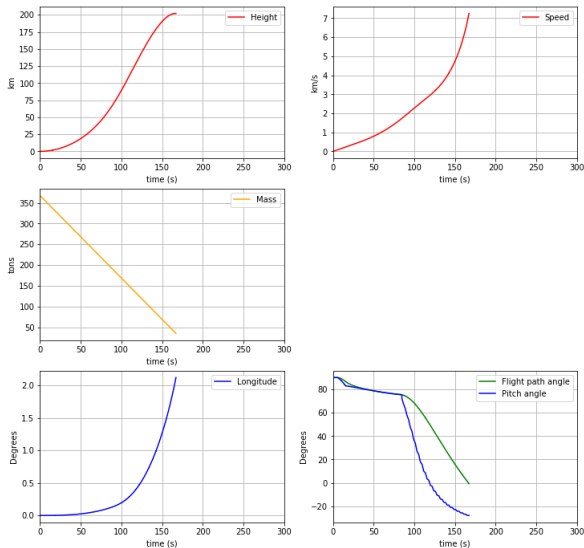 200
175
150
125
100
75
50
25
0
km
Height
0 50 100 150 200 250 300
time (s)
7
6
5
4
3
2
1
0
km/s
Speed
0 50 100 150 200 250 300
time (s)
350
300
250
200
150
100
50
tons
Mass
0 50 100 150 200 250 300
time (s)
2.0
1.5
1.0
0.5
0.0
Degrees
Longitude
0 50 100 150 200 250 300
time (s)
80
60
40
20
0
−20
Degrees
Flight path angle
Pitch angle
0 50 100 150 200 250 300
time (s)